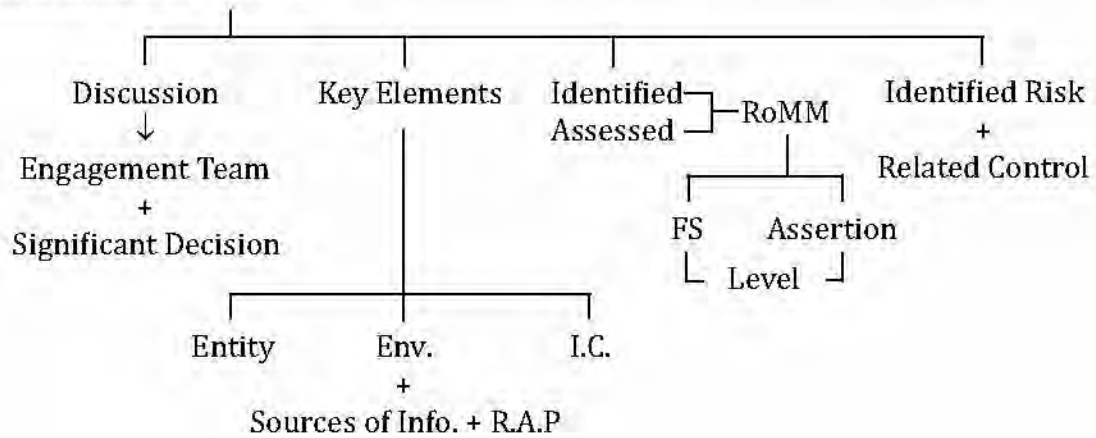 Discussion
↓
Engagement Team
+
Significant Decision
Key Elements
Entity
Env.
I.C.
+
Sources of Info. + R.A.P
Identified
Assessed
RoMM
FS
Assertion
Level
Identified Risk
+
Related Control